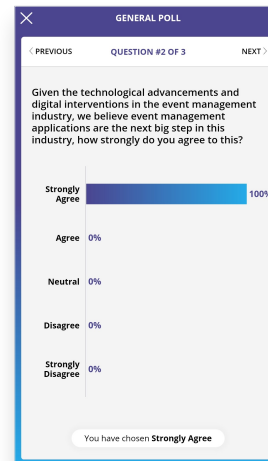 GENERAL POLL
PREVIOUS QUESTION #2 OF 3 NEXT
Given the technological advancements and
digital interventions in the event management
industry, we believe event management
applications are the next big step in this
industry, how strongly do you agree to this?
Strongly
Agree
100%
Agree 0%
Neutral 0%
Disagree 0%
Strongly
Disagree
0%
You have chosen Strongly Agree